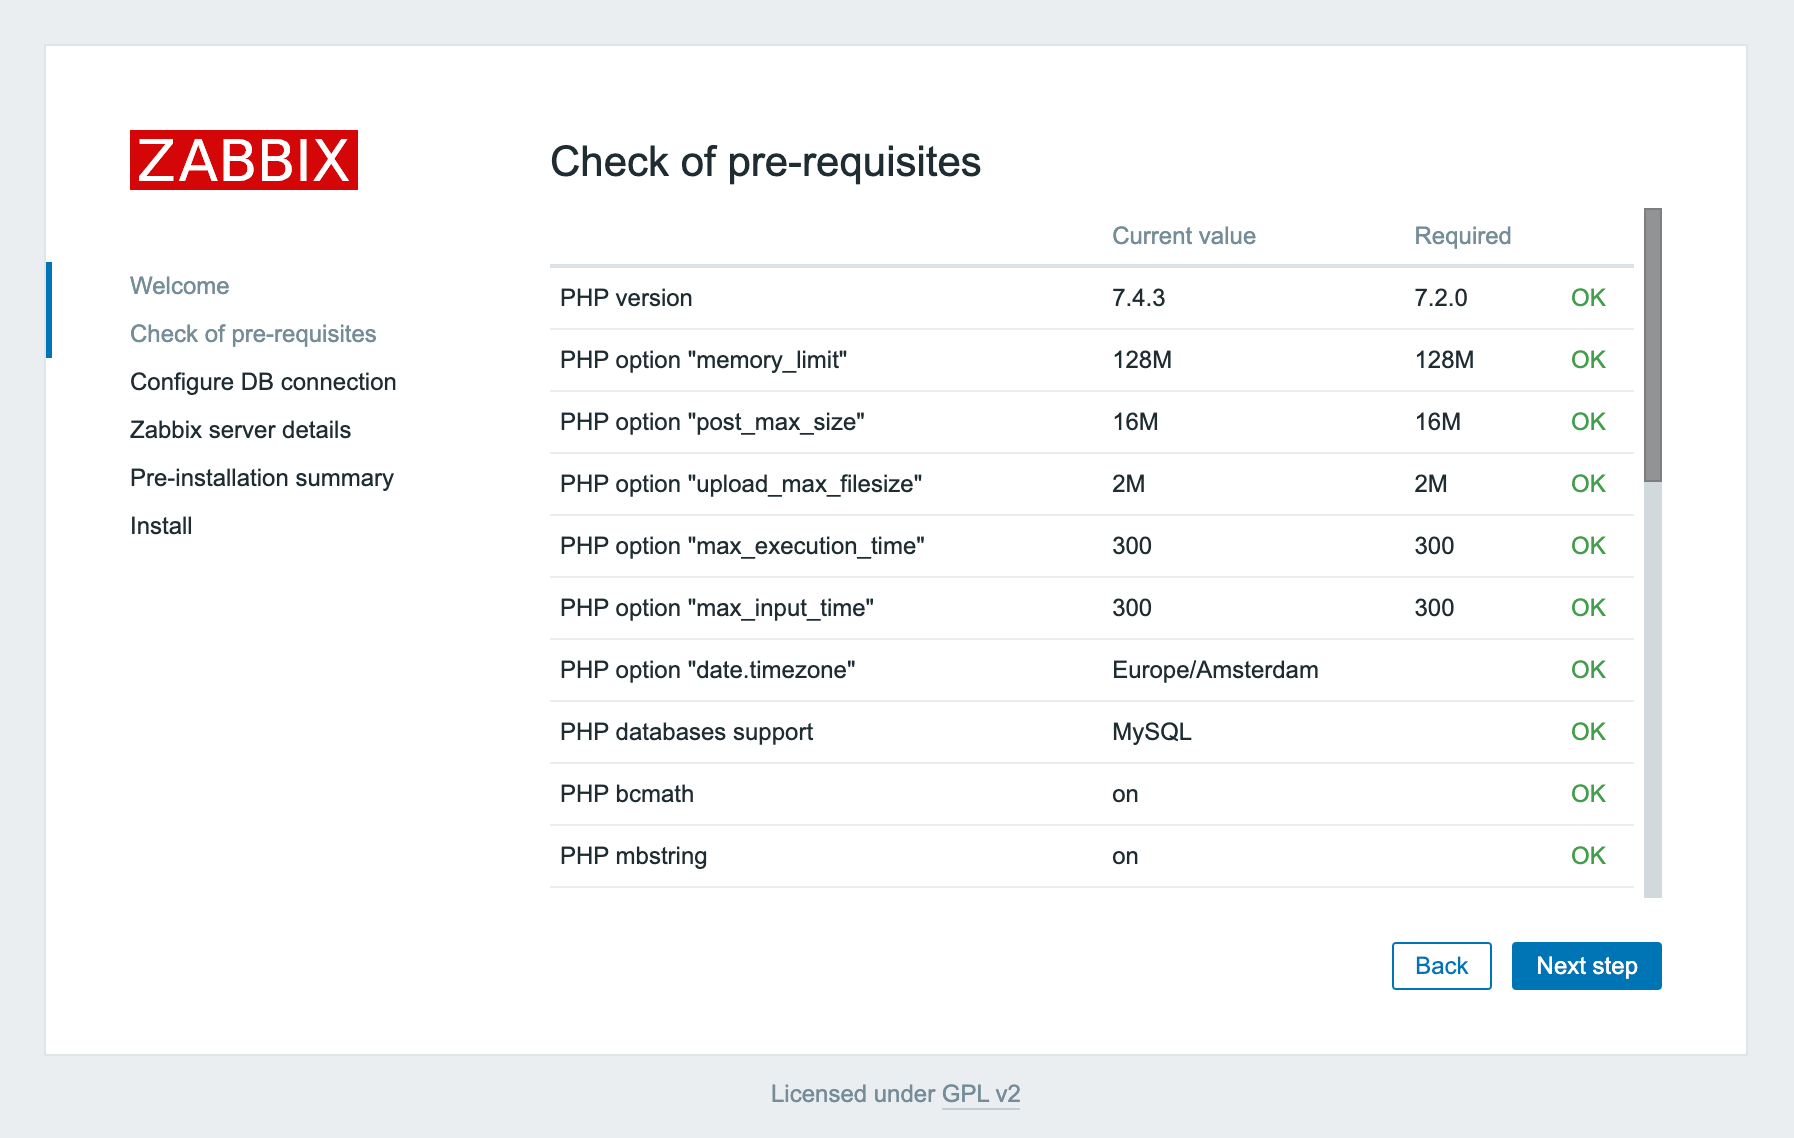 ZABBIX
Welcome
Check of pre-requisites
Configure DB connection
Zabbix server details
Pre-installation summary
Install
Check of pre-requisites
Current value Required
PHP version 7.4.3 7.2.0 OK
PHP option "memory_limit" 128M 128M OK
PHP option "post_max_size" 16M 16M OK
PHP option "upload_max_filesize" 2M 2M OK
PHP option "max_execution_time" 300 300 OK
PHP option "max_input_time" 300 300 OK
PHP option "date.timezone" Europe/Amsterdam OK
PHP databases support MySQL OK
PHP bcmath on OK
PHP mbstring on OK
Back Next step
Licensed under GPL v2